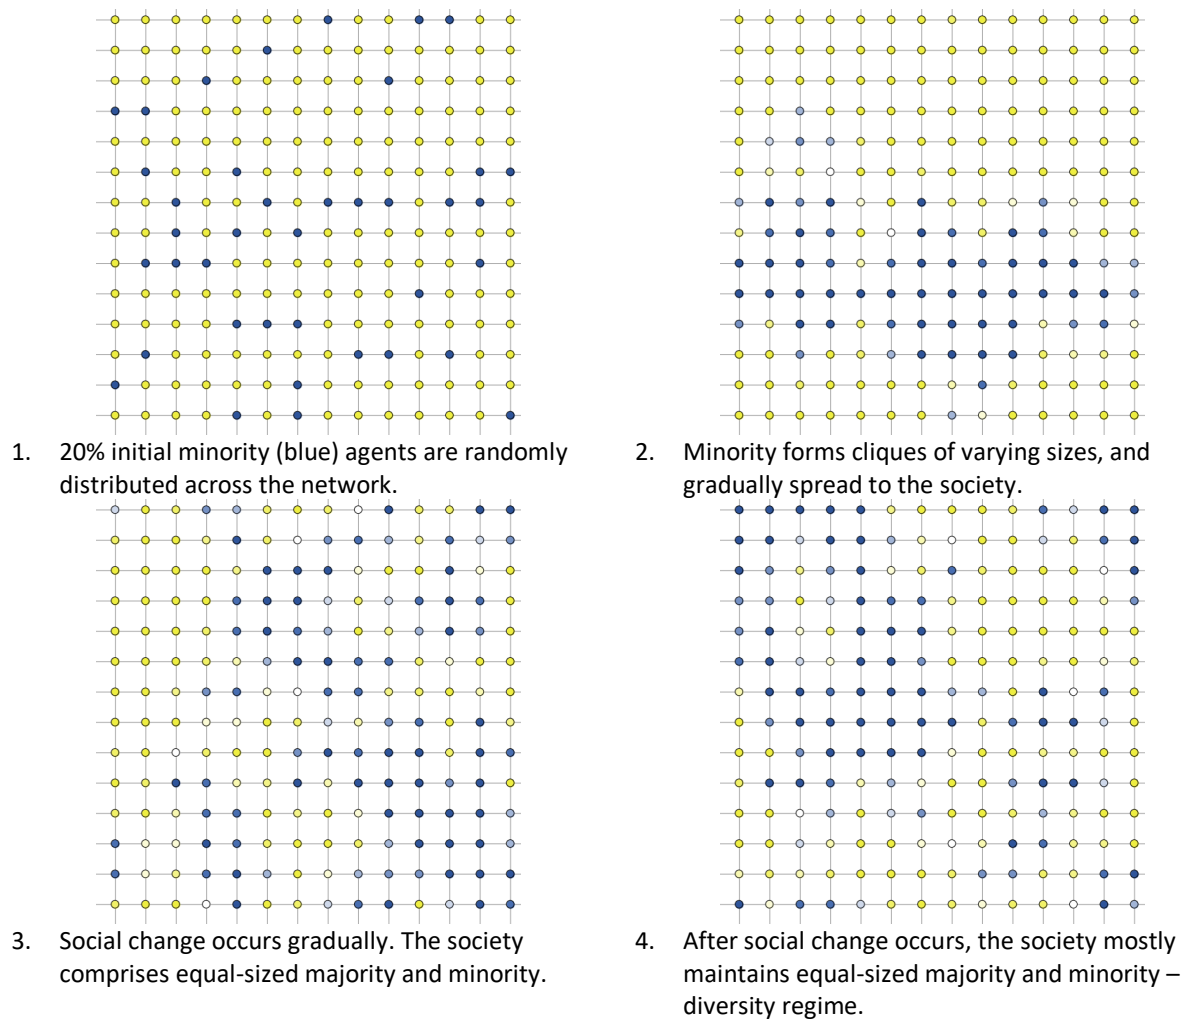 1. 20% initial minority (blue) agents are randomly
distributed across the network.
2. Minority forms cliques of varying sizes, and
gradually spread to the society.
3. Social change occurs gradually. The society
comprises equal-sized majority and minority.
4. After social change occurs, the society mostly
maintains equal-sized majority and minority –
diversity regime.